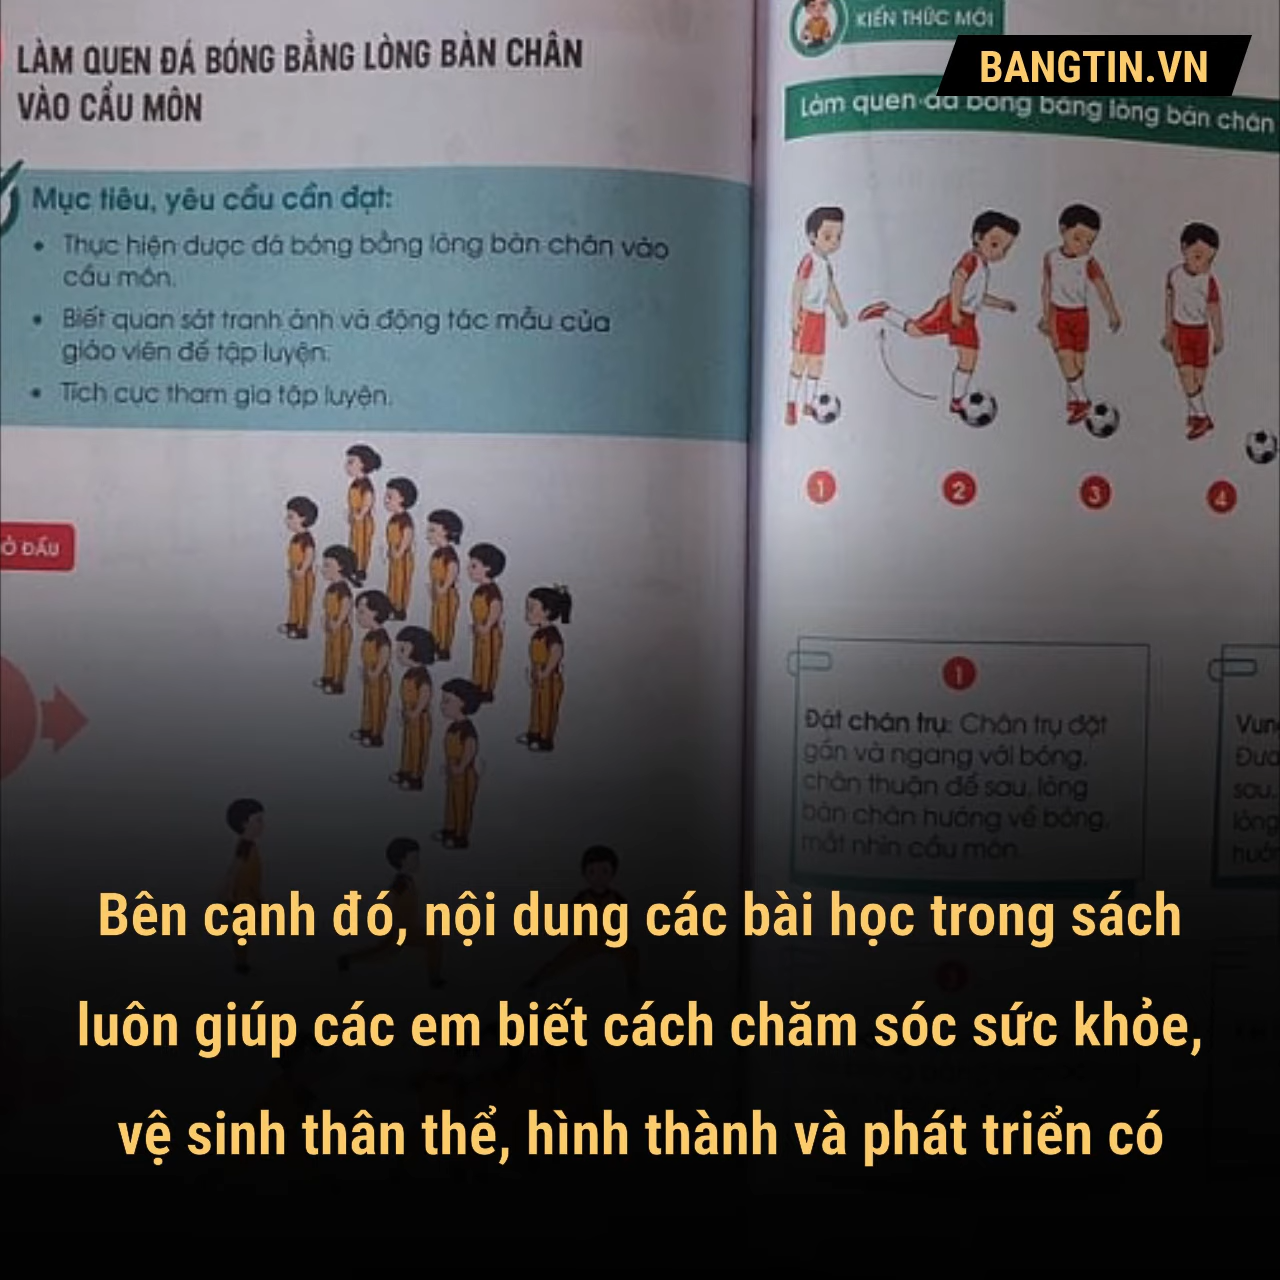 LÀM QUEN ĐÁ BÓNG BẰNG LÒNG BÀN CHÂN
VÀO CẦU MÔN
Mục tiêu, yêu cầu cần đạt:
• Thực hiện được đá bóng bằng lòng bàn chân vào
cầu môn.
• Biết quan sát tranh ảnh và động tác mẫu của
giáo viên để tập luyện.
• Tích cực tham gia tập luyện.
ĐẦU
KIẾN THỨC MỚI
BANGTIN.VN
Làm quen đá bóng bằng lòng bàn chân
1
2
3
4
1
Đặt chân trụ: Chân trụ đặt
gần và ngang với bóng,
chân thuận để sau, lòng
bàn chân hướng về bóng,
mắt nhìn cầu môn.
3
Bên cạnh đó, nội dung các bài học trong sách
luôn giúp các em biết cách chăm sóc sức khỏe,
vệ sinh thân thể, hình thành và phát triển có